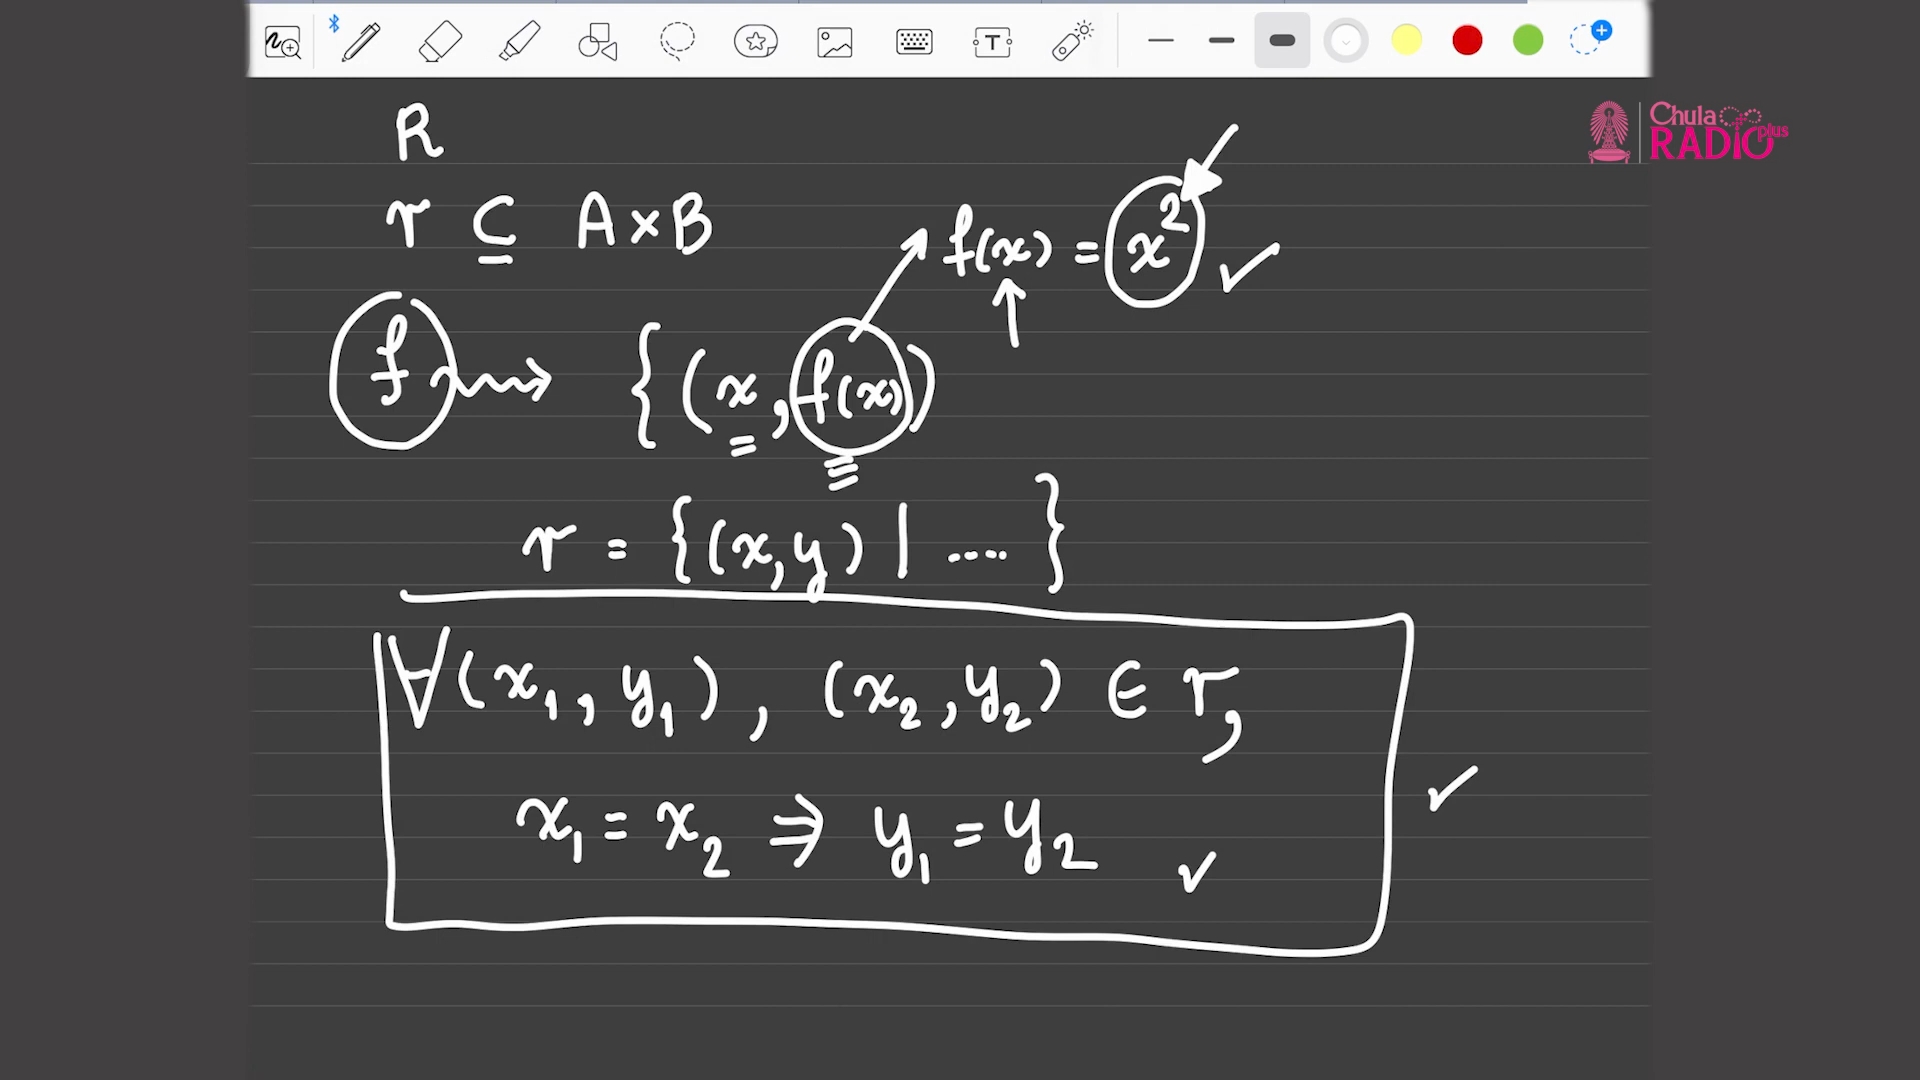 Chula
RADIO plus
R
r ⊆ A×B
f(x) = x²
f ⇝ {(x, f(x))
r = {(x,y) | .... }
∀(x₁, y₁), (x₂, y₂) ∈ r,
x₁ = x₂ ⇒ y₁ = y₂